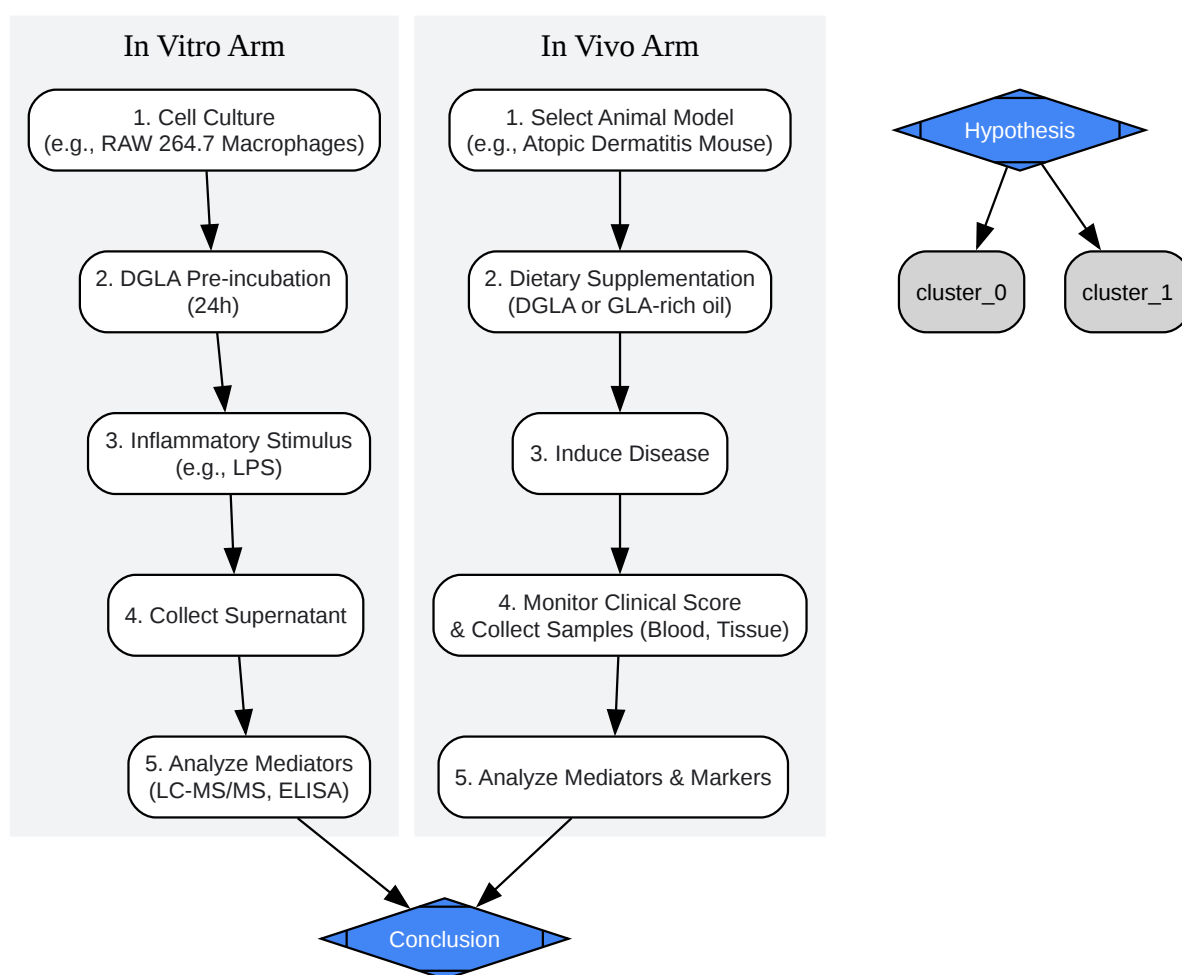 In Vitro Arm
1. Cell Culture
(e.g., RAW 264.7 Macrophages)
2. DGLA Pre-incubation
(24h)
3. Inflammatory Stimulus
(e.g., LPS)
4. Collect Supernatant
5. Analyze Mediators
(LC-MS/MS, ELISA)
In Vivo Arm
1. Select Animal Model
(e.g., Atopic Dermatitis Mouse)
2. Dietary Supplementation
(DGLA or GLA-rich oil)
3. Induce Disease
4. Monitor Clinical Score
& Collect Samples (Blood, Tissue)
5. Analyze Mediators & Markers
Hypothesis
cluster_0
cluster_1
Conclusion